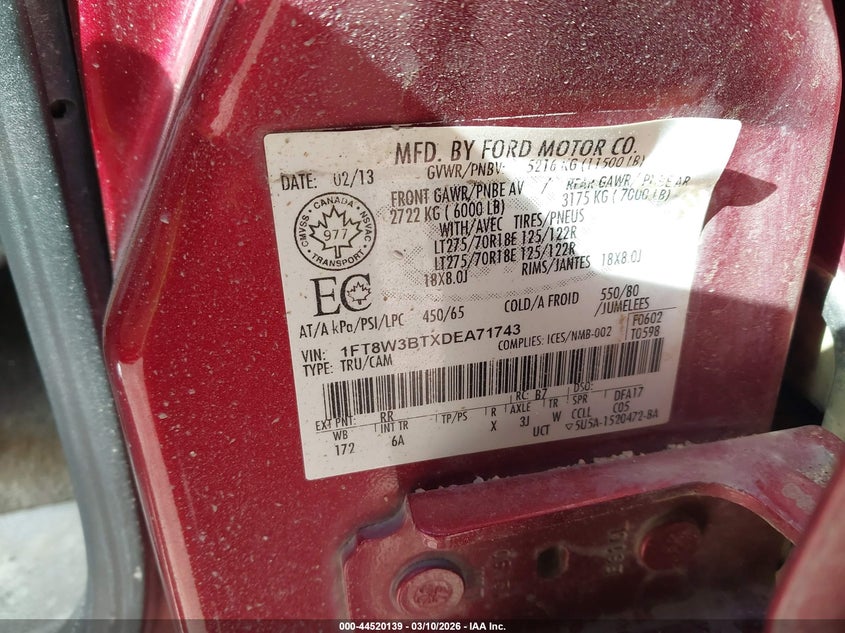 MFD. BY FORD MOTOR CO.
DATE: 02/13
GVWR/PNBV: 5216 KG (11500 LB)
FRONT GAWR/PNBE AV / REAR GAWR/PNBE AR
2722 KG ( 6000 LB) 3175 KG ( 7000 LB)
WITH/AVEC TIRES/PNEUS
LT275/70R18E 125/122R
LT275/70R18E 125/122R
18X8.0J RIMS/JANTES 18X8.0J
CMVSS · CANADA · NSVAC
977
TRANSPORT
EC
AT/A kPa/PSI/LPC 450/65 COLD/A FROID 550/80
/JUMELEES
VIN: 1FT8W3BTXDEA71743
COMPLIES: ICES/NMB-002
F0602
T0598
TYPE: TRU/CAM
RC: BZ DSO:
EXT PNT: RR
WB INT TR TP/PS R AXLE TR SPR DFA17
172 6A X 3J W CCLL C05
UCT ▽5U5A-1520472-BA
000-44520139 - 03/10/2026 - IAA Inc.